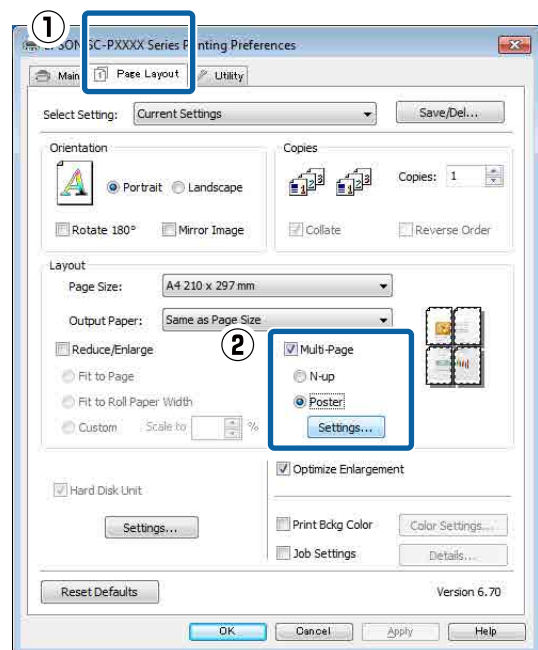 ①
EPSON SC-PXXXX Series Printing Preferences
Main Page Layout Utility
Select Setting: Current Settings Save/Del...
Orientation Copies
Portrait Landscape Copies: 1
Rotate 180° Mirror Image Collate Reverse Order
Layout
Page Size: A4 210 x 297 mm
Output Paper: Same as Page Size
②
Reduce/Enlarge Multi-Page
Fit to Page N-up
Fit to Roll Paper Width Poster
Custom Scale to % Settings...
Optimize Enlargement
Hard Disk Unit
Settings... Print Bckg Color Color Settings...
Job Settings Details...
Reset Defaults Version 6.70
OK Cancel Apply Help